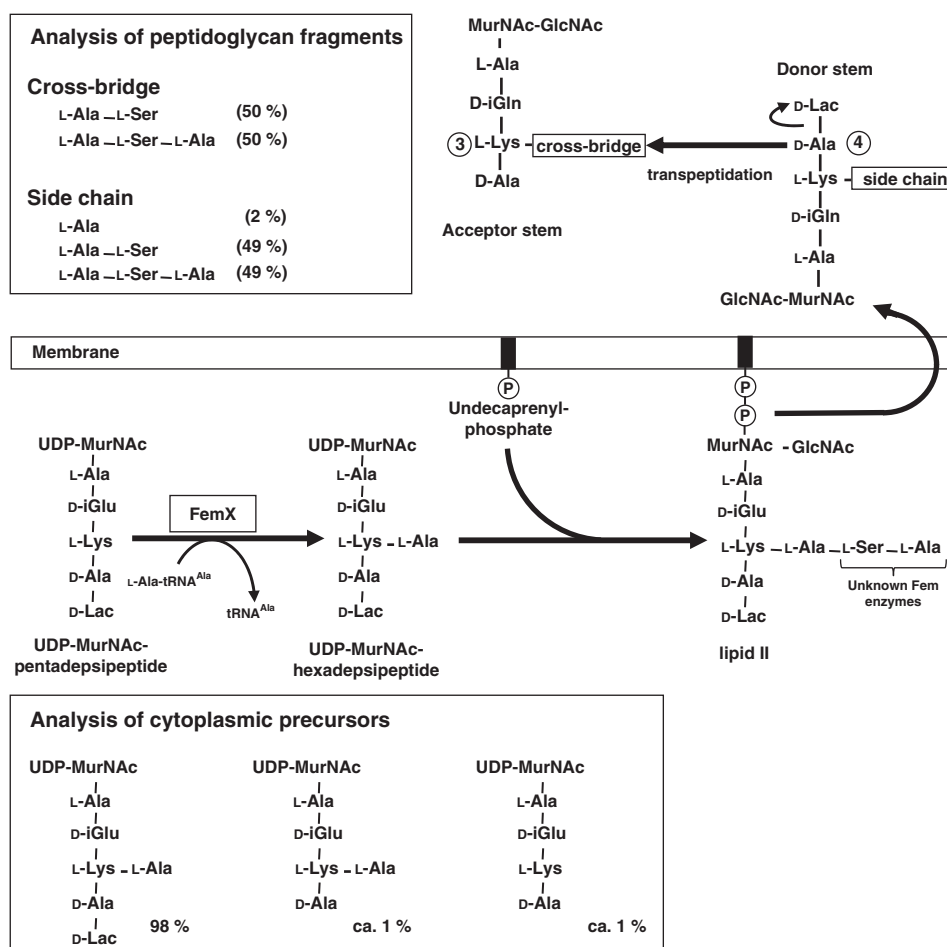 Analysis of peptidoglycan fragments
Cross-bridge
L-Ala – L-Ser (50 %)
L-Ala – L-Ser – L-Ala (50 %)
Side chain
L-Ala (2 %)
L-Ala – L-Ser (49 %)
L-Ala – L-Ser – L-Ala (49 %)
MurNAc-GlcNAc
L-Ala
D-iGln
3 L-Lys - cross-bridge
D-Ala
Acceptor stem
transpeptidation
Donor stem
D-Lac
D-Ala 4
L-Lys - side chain
D-iGln
L-Ala
GlcNAc-MurNAc
Membrane
P
Undecaprenyl-
phosphate
P
P
UDP-MurNAc
L-Ala
D-iGlu
L-Lys
D-Ala
D-Lac
UDP-MurNAc-
pentadepsipeptide
FemX
L-Ala-tRNAAla
tRNAAla
UDP-MurNAc
L-Ala
D-iGlu
L-Lys - L-Ala
D-Ala
D-Lac
UDP-MurNAc-
hexadepsipeptide
MurNAc - GlcNAc
L-Ala
D-iGlu
L-Lys – L-Ala – L-Ser – L-Ala
Unknown Fem
enzymes
D-Ala
D-Lac
lipid II
Analysis of cytoplasmic precursors
UDP-MurNAc
L-Ala
D-iGlu
L-Lys - L-Ala
D-Ala
D-Lac
98 %
UDP-MurNAc
L-Ala
D-iGlu
L-Lys - L-Ala
D-Ala
ca. 1 %
UDP-MurNAc
L-Ala
D-iGlu
L-Lys
D-Ala
ca. 1 %